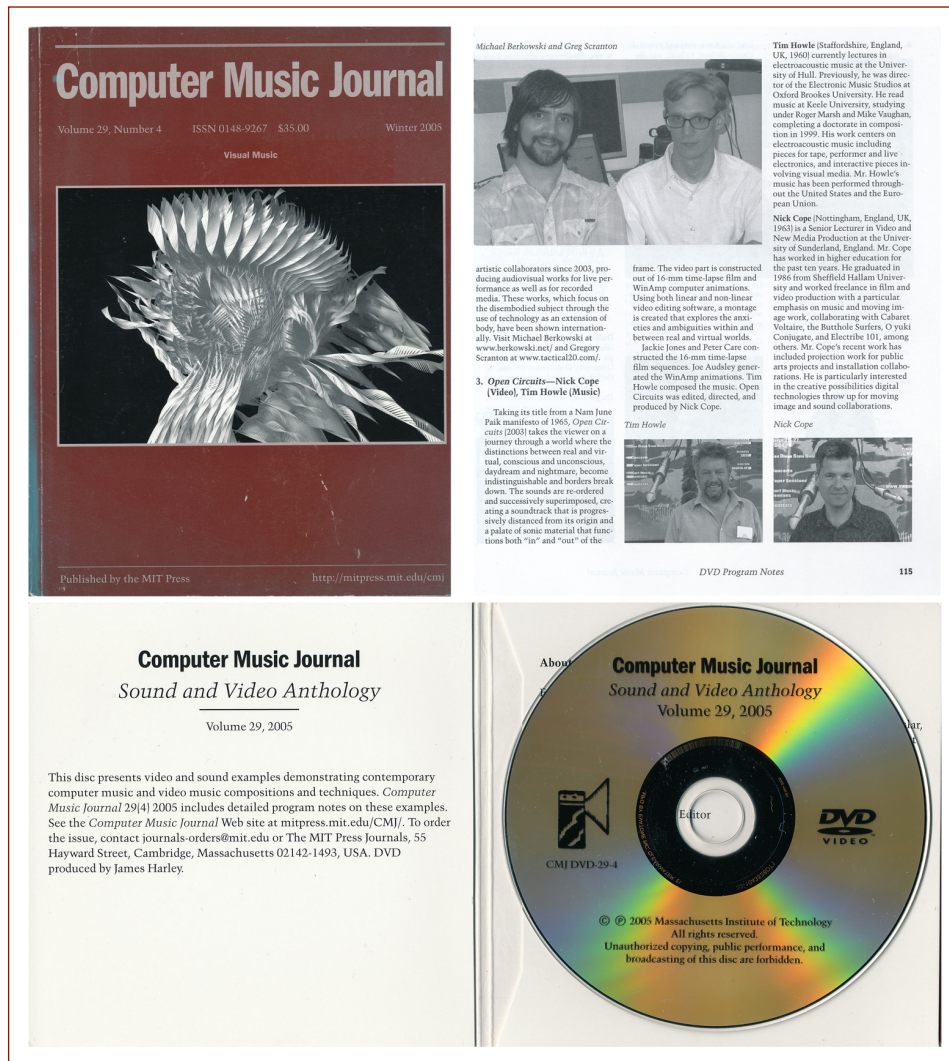 Computer Music Journal
Volume 29, Number 4 ISSN 0148-9267 $35.00 Winter 2005
Visual Music
Published by the MIT Press http://mitpress.mit.edu/cmj
Michael Berkowski and Greg Scranton
artistic collaborators since 2003, pro-
ducing audiovisual works for live per-
formance as well as for recorded
media. These works, which focus on
the disembodied subject through the
use of technology as an extension of
body, have been shown internation-
ally. Visit Michael Berkowski at
www.berkowski.net/ and Gregory
Scranton at www.tactical20.com/.
3. Open Circuits—Nick Cope
(Video), Tim Howle (Music)
Taking its title from a Nam June
Paik manifesto of 1965, Open Cir-
cuits (2003) takes the viewer on a
journey through a world where the
distinctions between real and vir-
tual, conscious and unconscious,
daydream and nightmare, become
indistinguishable and borders break
down. The sounds are re-ordered
and successively superimposed, cre-
ating a soundtrack that is progres-
sively distanced from its origin and
a palate of sonic material that func-
tions both "in" and "out" of the
frame. The video part is constructed
out of 16-mm time-lapse film and
WinAmp computer animations.
Using both linear and non-linear
video editing software, a montage
is created that explores the anxi-
eties and ambiguities within and
between real and virtual worlds.
Jackie Jones and Peter Care con-
structed the 16-mm time-lapse
film sequences. Joe Audsley gener-
ated the WinAmp animations. Tim
Howle composed the music. Open
Circuits was edited, directed, and
produced by Nick Cope.
Tim Howle
Tim Howle (Staffordshire, England,
UK, 1960) currently lectures in
electroacoustic music at the Univer-
sity of Hull. Previously, he was direc-
tor of the Electronic Music Studios at
Oxford Brookes University. He read
music at Keele University, studying
under Roger Marsh and Mike Vaughan,
completing a doctorate in composi-
tion in 1999. His work centers on
electroacoustic music including
pieces for tape, performer and live
electronics, and interactive pieces in-
volving visual media. Mr. Howle's
music has been performed through-
out the United States and the Euro-
pean Union.
Nick Cope (Nottingham, England, UK,
1963) is a Senior Lecturer in Video and
New Media Production at the Univer-
sity of Sunderland, England. Mr. Cope
has worked in higher education for
the past ten years. He graduated in
1986 from Sheffield Hallam Univer-
sity and worked freelance in film and
video production with a particular
emphasis on music and moving im-
age work, collaborating with Cabaret
Voltaire, the Butthole Surfers, O yuki
Conjugate, and Electribe 101, among
others. Mr. Cope's recent work has
included projection work for public
arts projects and installation collabo-
rations. He is particularly interested
in the creative possibilities digital
technologies throw up for moving
image and sound collaborations.
Nick Cope
DVD Program Notes 115
Computer Music Journal
Sound and Video Anthology
Volume 29, 2005
This disc presents video and sound examples demonstrating contemporary
computer music and video music compositions and techniques. Computer
Music Journal 29(4) 2005 includes detailed program notes on these examples.
See the Computer Music Journal Web site at mitpress.mit.edu/CMJ/. To order
the issue, contact journals-orders@mit.edu or The MIT Press Journals, 55
Hayward Street, Cambridge, Massachusetts 02142-1493, USA. DVD
produced by James Harley.
Computer Music Journal
Sound and Video Anthology
Volume 29, 2005
Editor
CMJ DVD-29-4
DVD
VIDEO
© ℗ 2005 Massachusetts Institute of Technology
All rights reserved.
Unauthorized copying, public performance, and
broadcasting of this disc are forbidden.